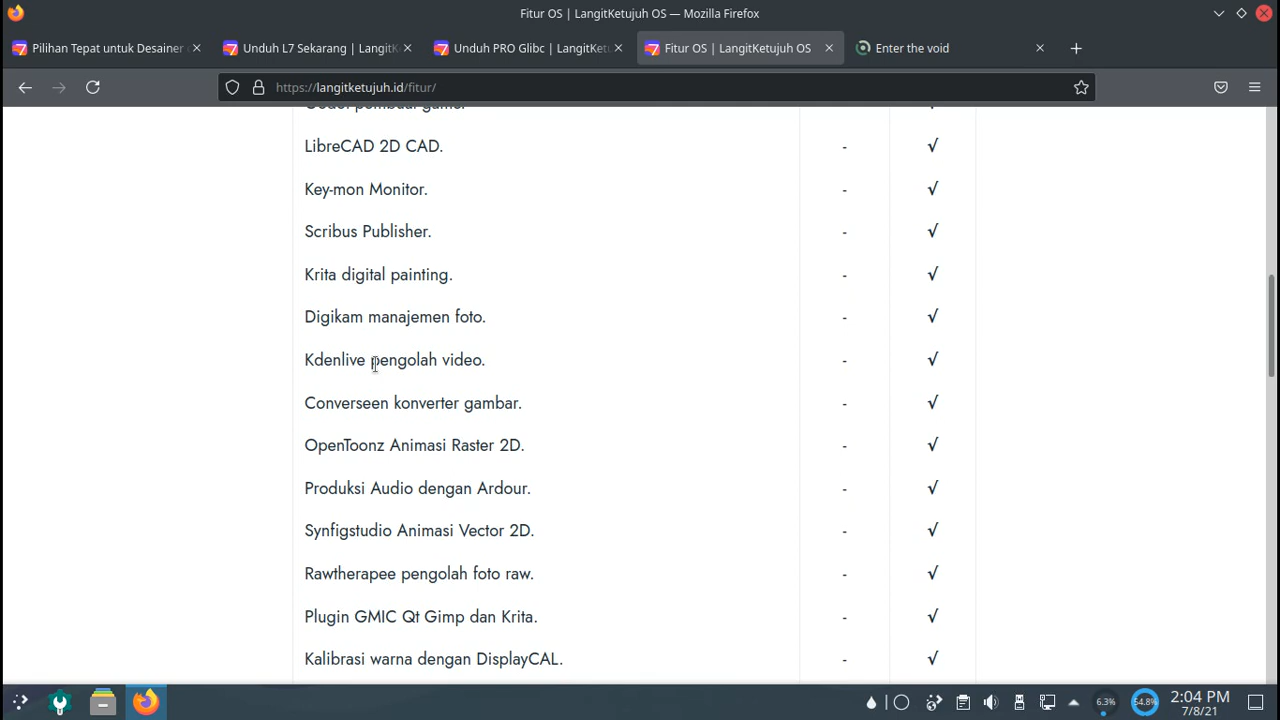 Fitur OS | LangitKetujuh OS — Mozilla Firefox
Pilihan Tepat untuk Desainer
Unduh L7 Sekarang | Langit
Unduh PRO Glibc | LangitKetu
Fitur OS | LangitKetujuh OS
Enter the void
https://langitketujuh.id/fitur/
LibreCAD 2D CAD. - √
Key-mon Monitor. - √
Scribus Publisher. - √
Krita digital painting. - √
Digikam manajemen foto. - √
Kdenlive pengolah video. - √
Converseen konverter gambar. - √
OpenToonz Animasi Raster 2D. - √
Produksi Audio dengan Ardour. - √
Synfigstudio Animasi Vector 2D. - √
Rawtherapee pengolah foto raw. - √
Plugin GMIC Qt Gimp dan Krita. - √
Kalibrasi warna dengan DisplayCAL. - √
6.3%
54.8%
2:04 PM
7/8/21